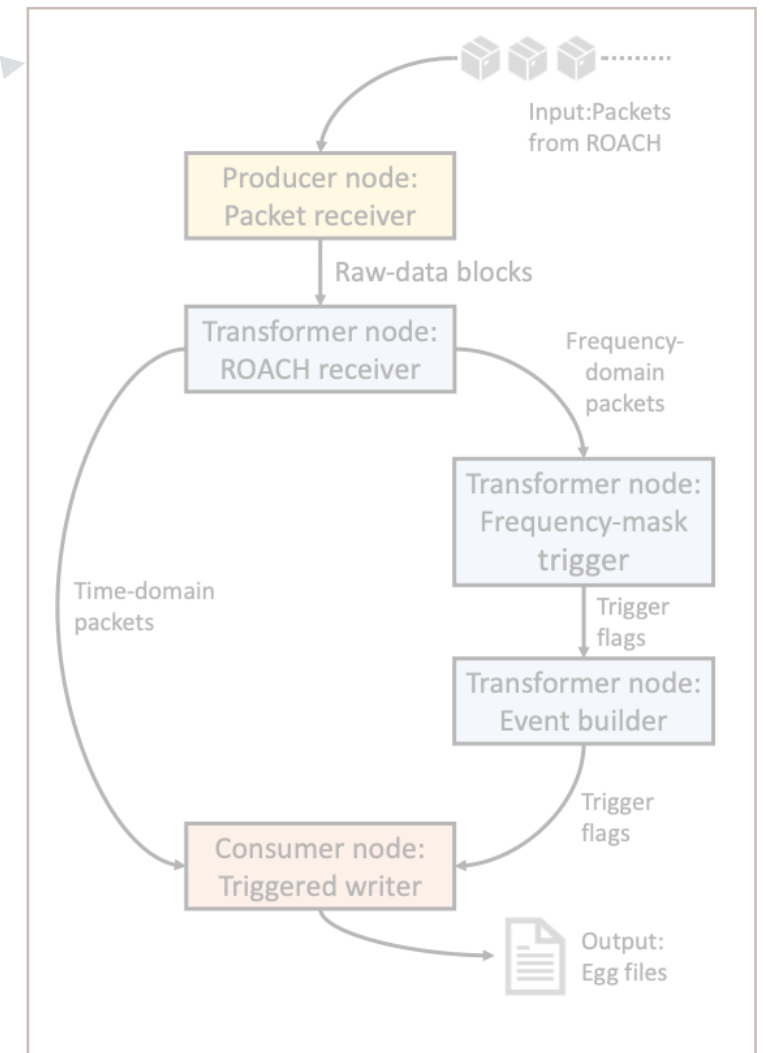 Input:Packets
from ROACH
Producer node:
Packet receiver
Raw-data blocks
Transformer node:
ROACH receiver
Frequency-
domain
packets
Transformer node:
Frequency-mask
trigger
Time-domain
packets
Trigger
flags
Transformer node:
Event builder
Trigger
flags
Consumer node:
Triggered writer
Output:
Egg files